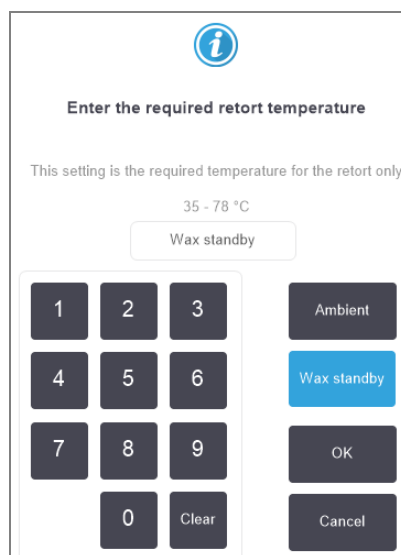 i
Enter the required retort temperature
This setting is the required temperature for the retort only
35 - 78 °C
Wax standby
1 2 3 Ambient
4 5 6 Wax standby
7 8 9 OK
0 Clear Cancel